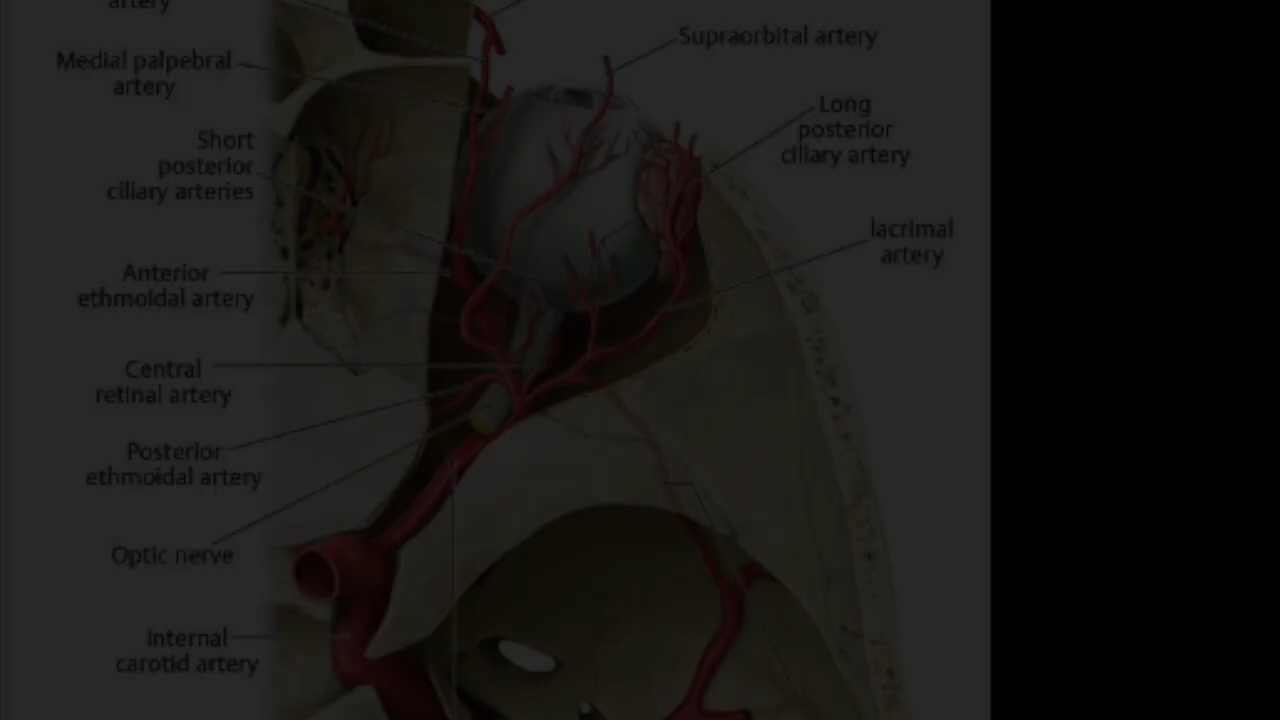 artery
Supraorbital artery
Medial palpebral
artery
Long
posterior
ciliary artery
Short
posterior
ciliary arteries
lacrimal
artery
Anterior
ethmoidal artery
Central
retinal artery
Posterior
ethmoidal artery
Optic nerve
Internal
carotid artery